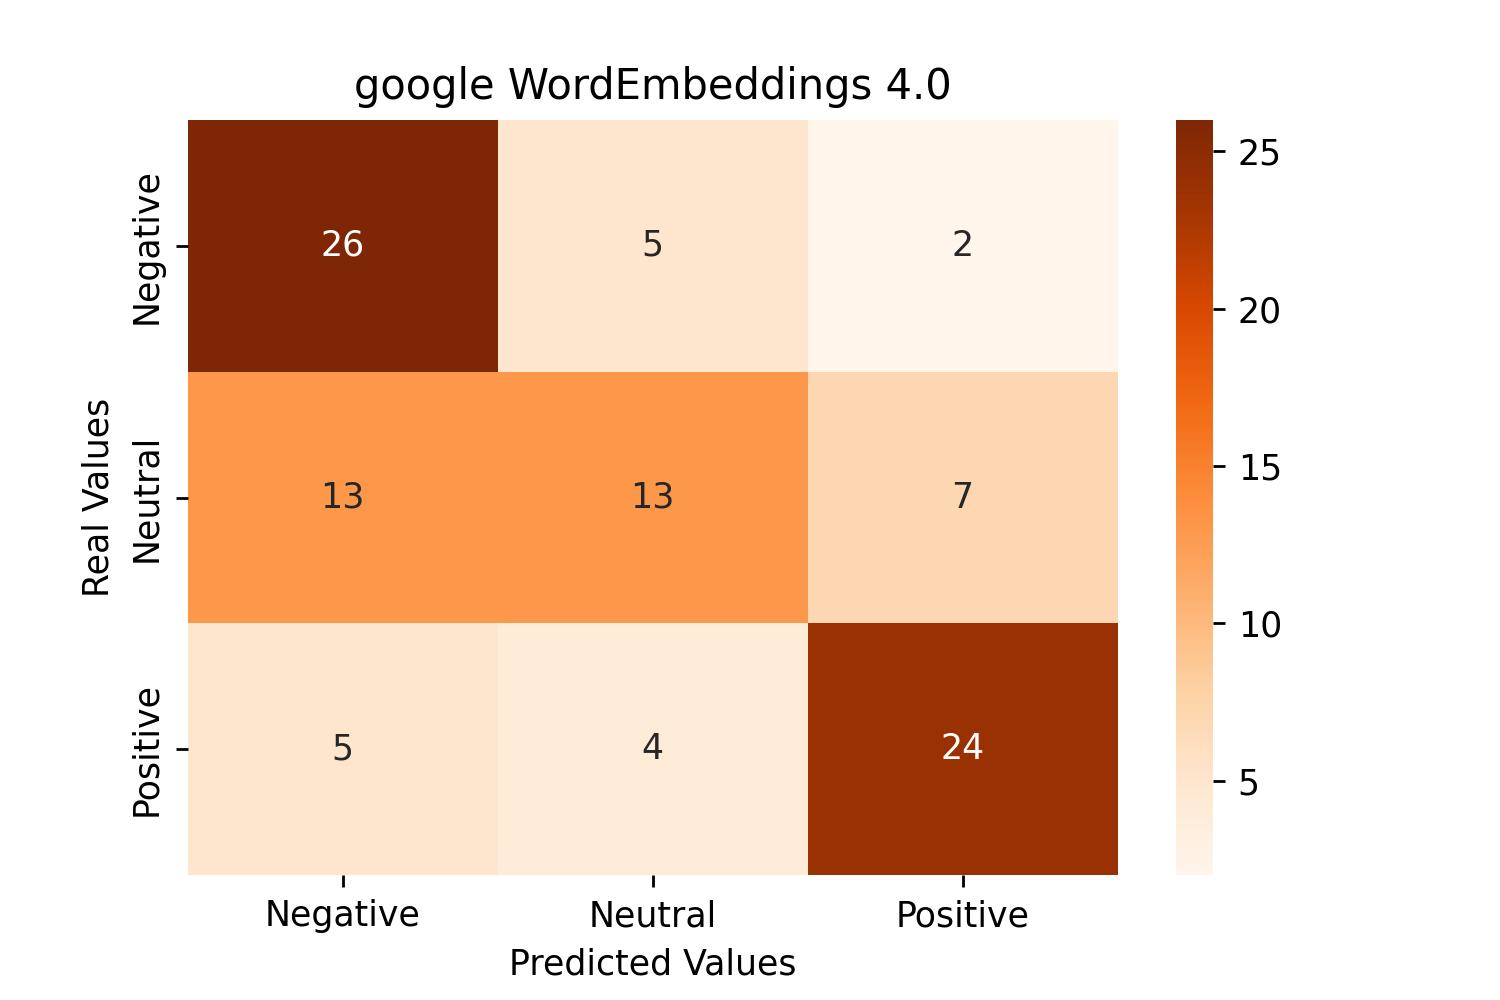 google WordEmbeddings 4.0
Real Values
Negative
26 5 2
Neutral
13 13 7
Positive
5 4 24
Negative Neutral Positive
Predicted Values
25
20
15
10
5